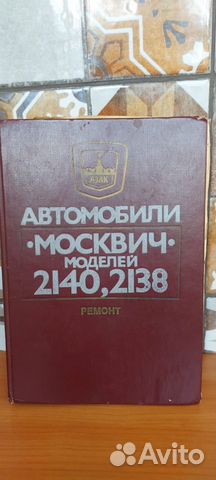 АЗЛК
АВТОМОБИЛИ
·МОСКВИЧ·
МОДЕЛЕЙ
2140, 2138
РЕМОНТ
Avito